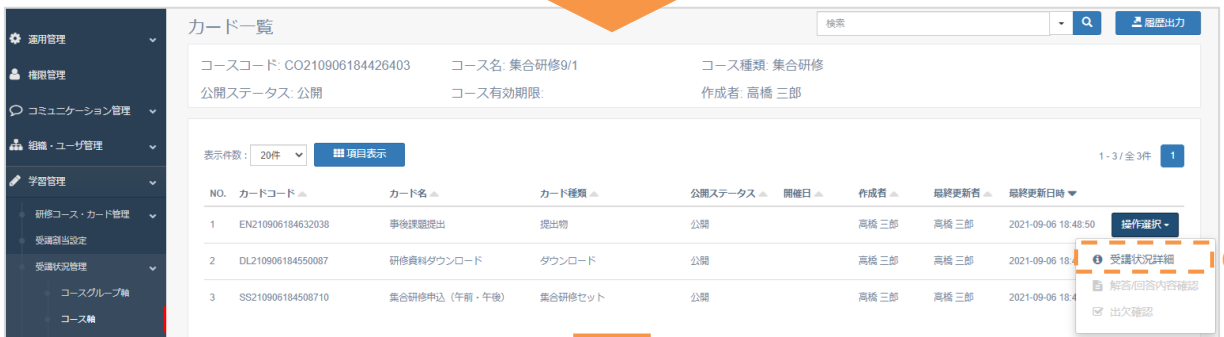 カード一覧
検索
履歴出力
運用管理
権限管理
コミュニケーション管理
組織・ユーザ管理
学習管理
研修コース・カード管理
受講割当設定
受講状況管理
コースグループ軸
コース軸
コースコード: CO210906184426403 コース名: 集合研修9/1 コース種類: 集合研修
公開ステータス: 公開 コース有効期限: 作成者: 高橋 三郎
表示件数: 20件 項目表示 1 - 3 / 全 3件 1
NO. カードコード カード名 カード種類 公開ステータス 開催日 作成者 最終更新者 最終更新日時
1 EN210906184632038 事後課題提出 提出物 公開 高橋 三郎 高橋 三郎 2021-09-06 18:48:50 操作選択
2 DL210906184550087 研修資料ダウンロード ダウンロード 公開 高橋 三郎 高橋 三郎 2021-09-06 18:4
3 SS210906184508710 集合研修申込（午前・午後） 集合研修セット 公開 高橋 三郎 高橋 三郎 2021-09-06 18:4
受講状況詳細
解答/回答内容確認
出欠確認